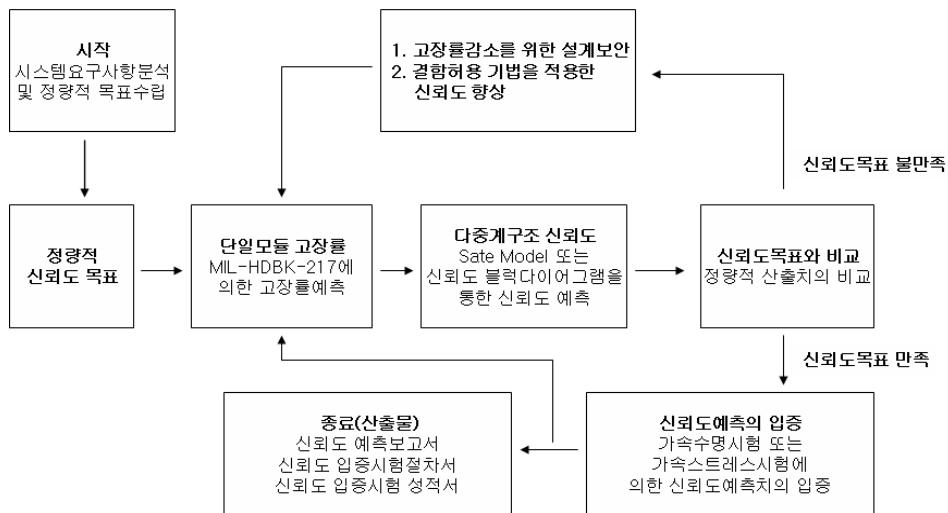 시작
시스템요구사항분석
및 정량적 목표수립
1. 고장률감소를 위한 설계보안
2. 결함허용 기법을 적용한
신뢰도 향상
신뢰도목표 불만족
정량적
신뢰도 목표
단일모듈 고장률
MIL-HDBK-217에
의한 고장률예측
다중계구조 신뢰도
Sate Model 또는
신뢰도 블럭다이어그램을
통한 신뢰도 예측
신뢰도목표와 비교
정량적 산출치의 비교
신뢰도목표 만족
종료(산출물)
신뢰도 예측보고서
신뢰도 입증시험절차서
신뢰도 입증시험 성적서
신뢰도예측의 입증
가속수명시험 또는
가속스트레스시험에
의한 신뢰도예측치의 입증